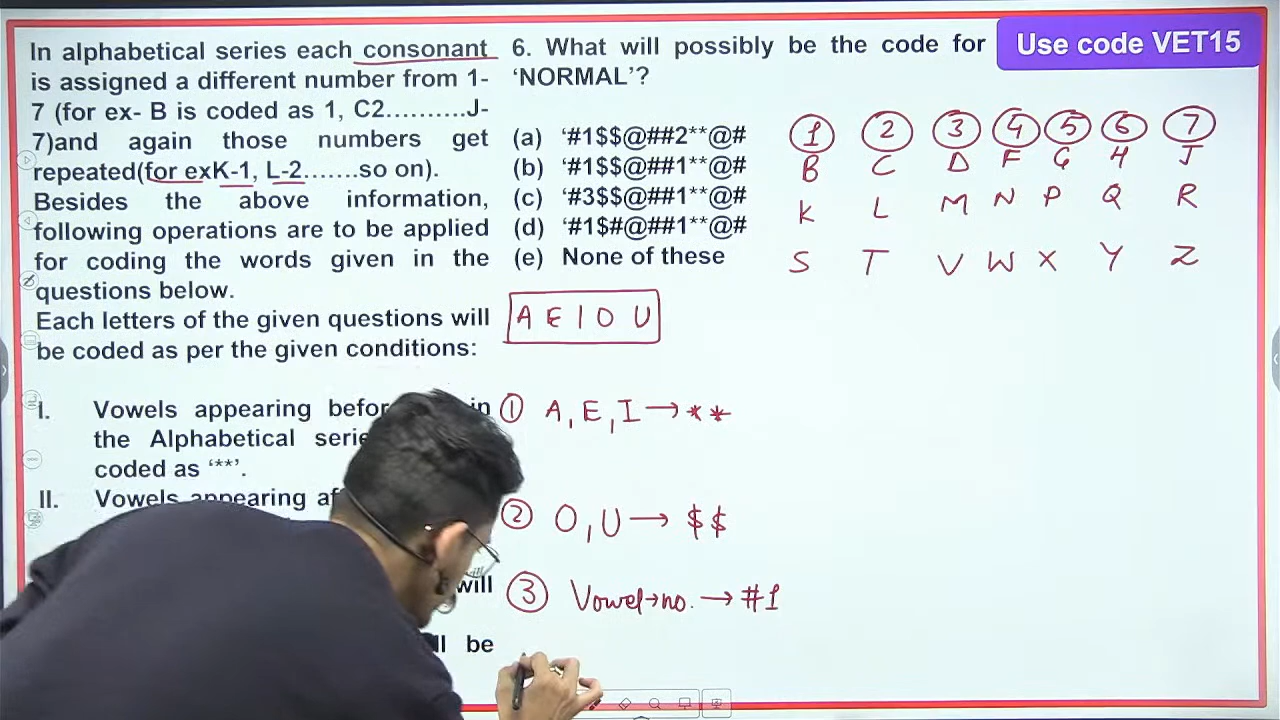 In alphabetical series each consonant
is assigned a different number from 1-
7 (for ex- B is coded as 1, C2..........J-
7)and again those numbers get
repeated(for exK-1, L-2.......so on).
Besides the above information,
following operations are to be applied
for coding the words given in the
questions below.
Each letters of the given questions will
be coded as per the given conditions:
I. Vowels appearing in
the Alphabetical
coded as ‘**’.
II. Vowels appearing
will
be
6. What will possibly be the code for
‘NORMAL’?
(a) ‘#1$$@##2**@#
(b) ‘#1$$@##1**@#
(c) ‘#3$$@##1**@#
(d) ‘#1$#@##1**@#
(e) None of these
A E I O U
① A, E, I → **
② O, U → $$
③ Vowel→no. → #1
Use code VET15
① ② ③ ④ ⑤ ⑥ ⑦
B C D F G H J
K L M N P Q R
S T V W X Y Z